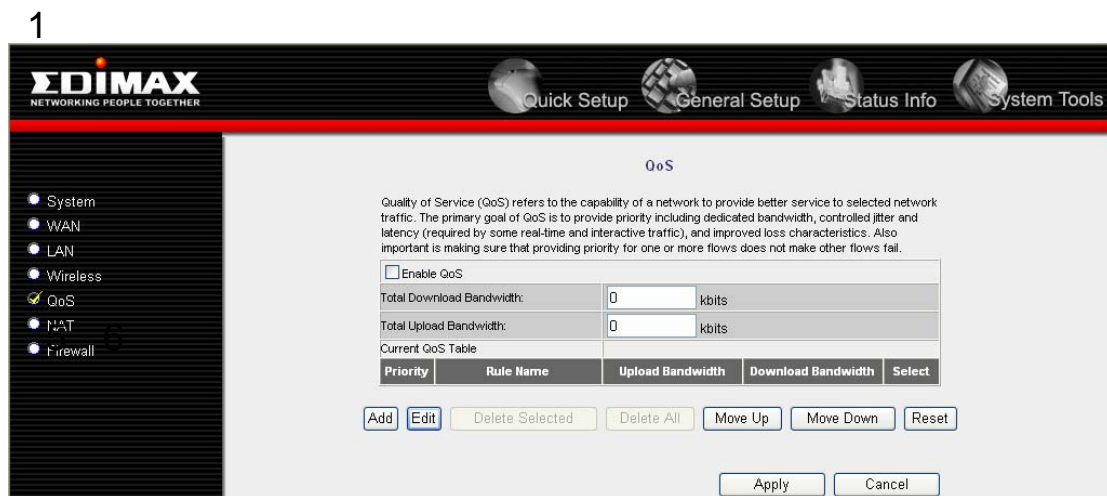 1
EDIMAX
NETWORKING PEOPLE TOGETHER
Quick Setup General Setup Status Info System Tools
System
WAN
LAN
Wireless
QoS
NAT
Firewall
6
QoS
Quality of Service (QoS) refers to the capability of a network to provide better service to selected network
traffic. The primary goal of QoS is to provide priority including dedicated bandwidth, controlled jitter and
latency (required by some real-time and interactive traffic), and improved loss characteristics. Also
important is making sure that providing priority for one or more flows does not make other flows fail.
Enable QoS
Total Download Bandwidth: 0 kbits
Total Upload Bandwidth: 0 kbits
Current QoS Table
Priority Rule Name Upload Bandwidth Download Bandwidth Select
Add Edit Delete Selected Delete All Move Up Move Down Reset
Apply Cancel